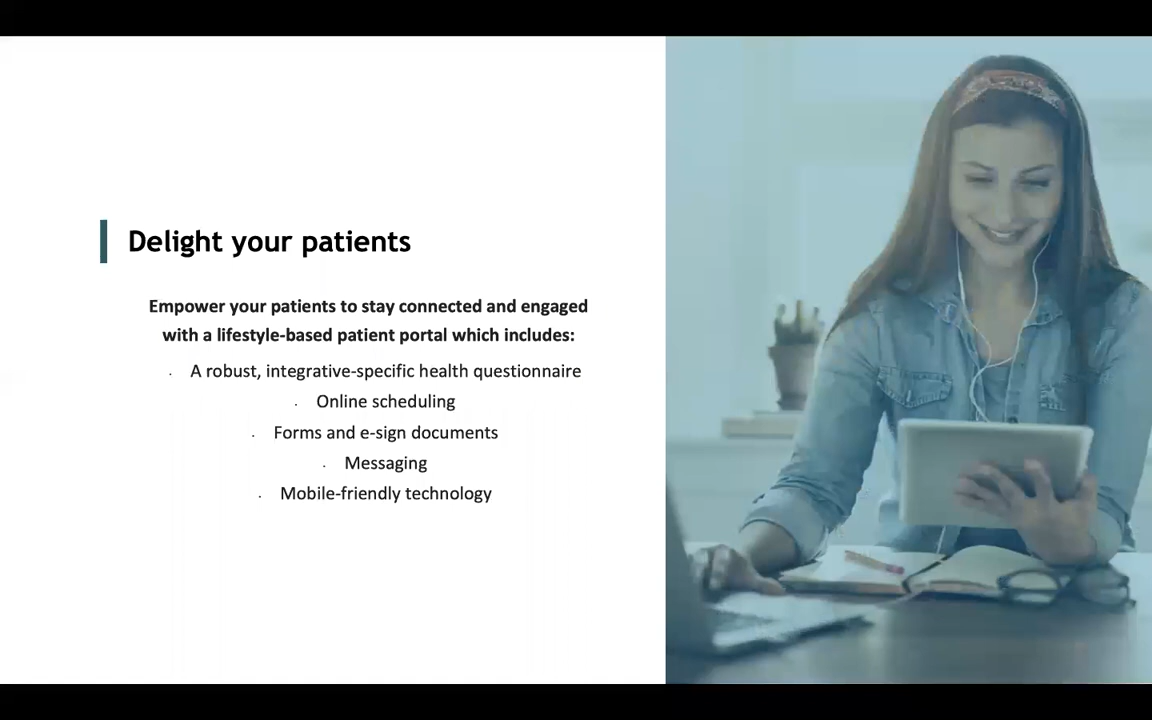 Delight your patients
Empower your patients to stay connected and engaged
with a lifestyle-based patient portal which includes:
· A robust, integrative-specific health questionnaire
· Online scheduling
· Forms and e-sign documents
· Messaging
· Mobile-friendly technology